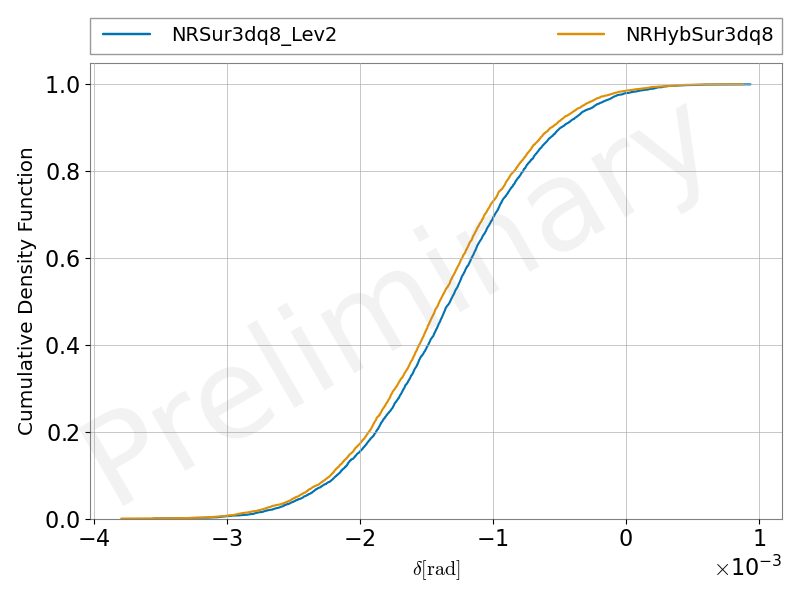 NRSur3dq8_Lev2 NRHybSur3dq8
Cumulative Density Function
1.0
0.8
0.6
0.4
0.2
0.0
Preliminary
−4 −3 −2 −1 0 1
×10⁻³
δ[rad]